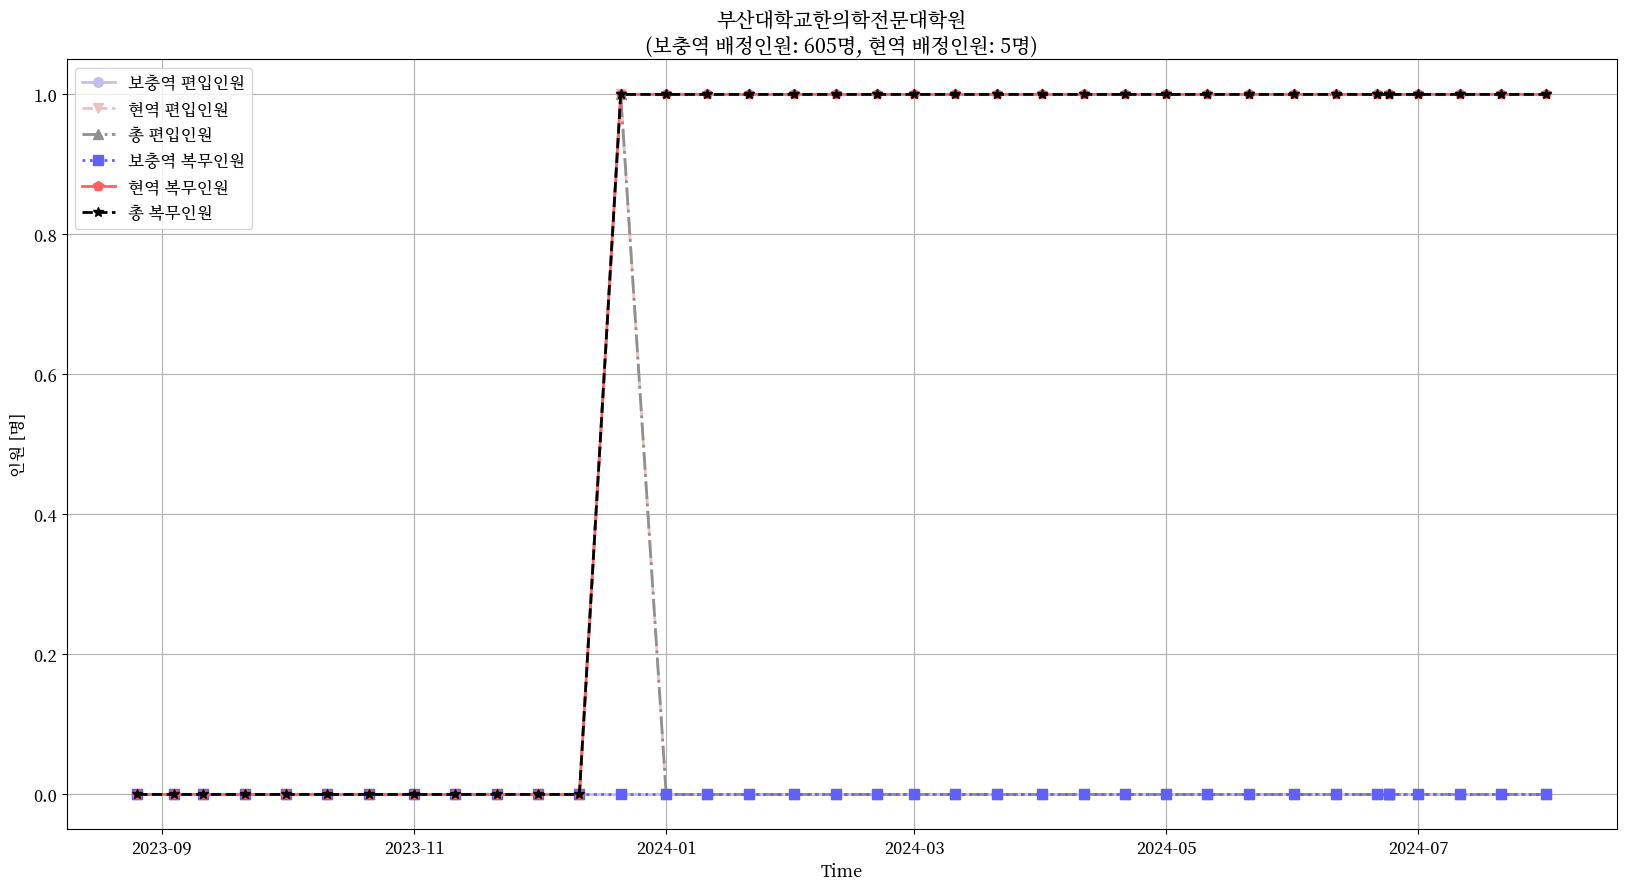 부산대학교한의학전문대학원
(보충역 배정인원: 605명, 현역 배정인원: 5명)
보충역 편입인원
현역 편입인원
총 편입인원
보충역 복무인원
현역 복무인원
총 복무인원
1.0
0.8
0.6
0.4
0.2
0.0
인원 [명]
2023-09
2023-11
2024-01
2024-03
2024-05
2024-07
Time